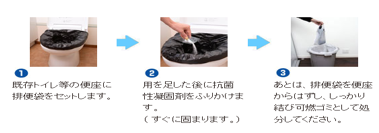 1
既存トイレ等の便座に
排便袋をセットします。
2
用を足した後に抗菌
性凝固剤をふりかけま
す。
(すぐに固まります。)
3
あとは、排便袋を便座
からはずし、しっかり
結び可燃ゴミとして処
分してください。